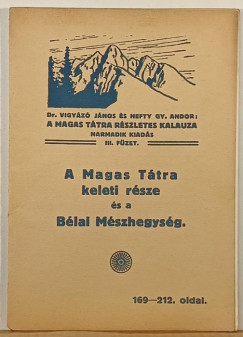 Dr. VIGYÁZÓ JÁNOS ÉS HEFTY GY. ANDOR:
A MAGAS TÁTRA RÉSZLETES KALAUZA
HARMADIK KIADÁS
III. FÜZET.
A Magas Tátra
keleti része
és a
Bélai Mészhegység.
169—212. oldal.